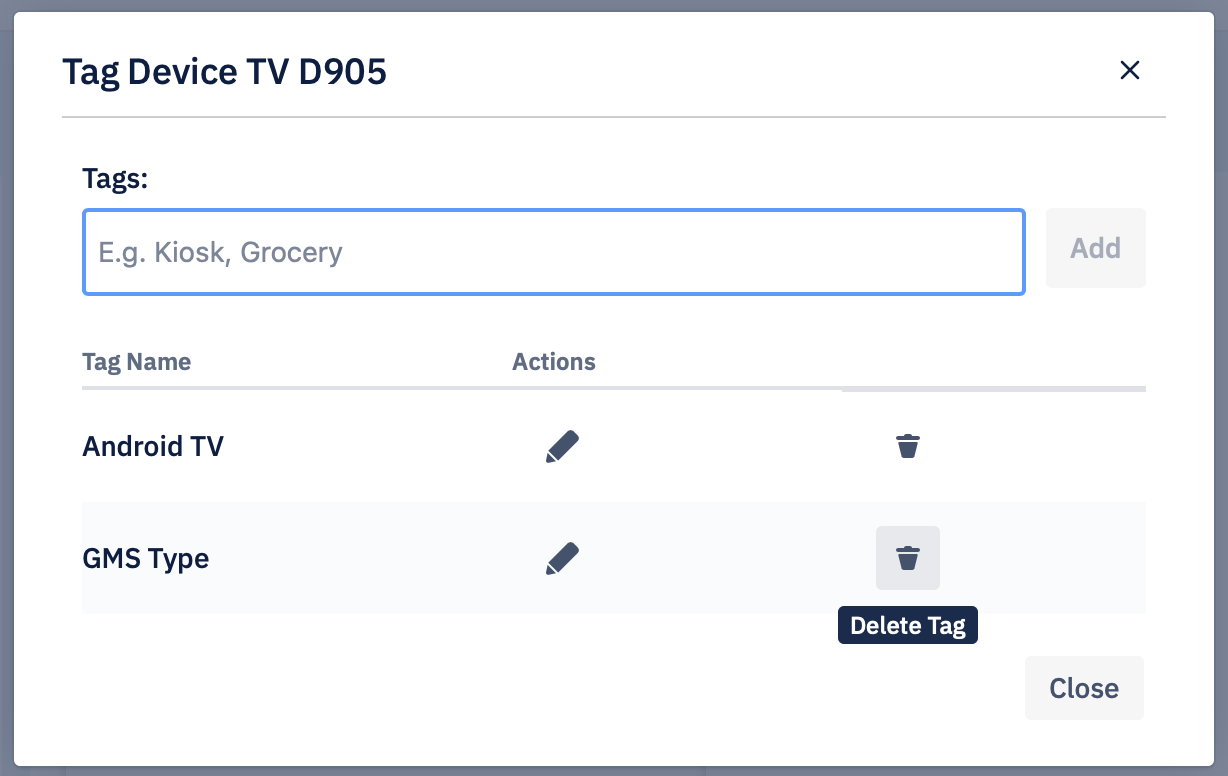 Tag Device TV D905
Tags:
E.g. Kiosk, Grocery
Add
Tag Name Actions
Android TV
GMS Type
Delete Tag
Close